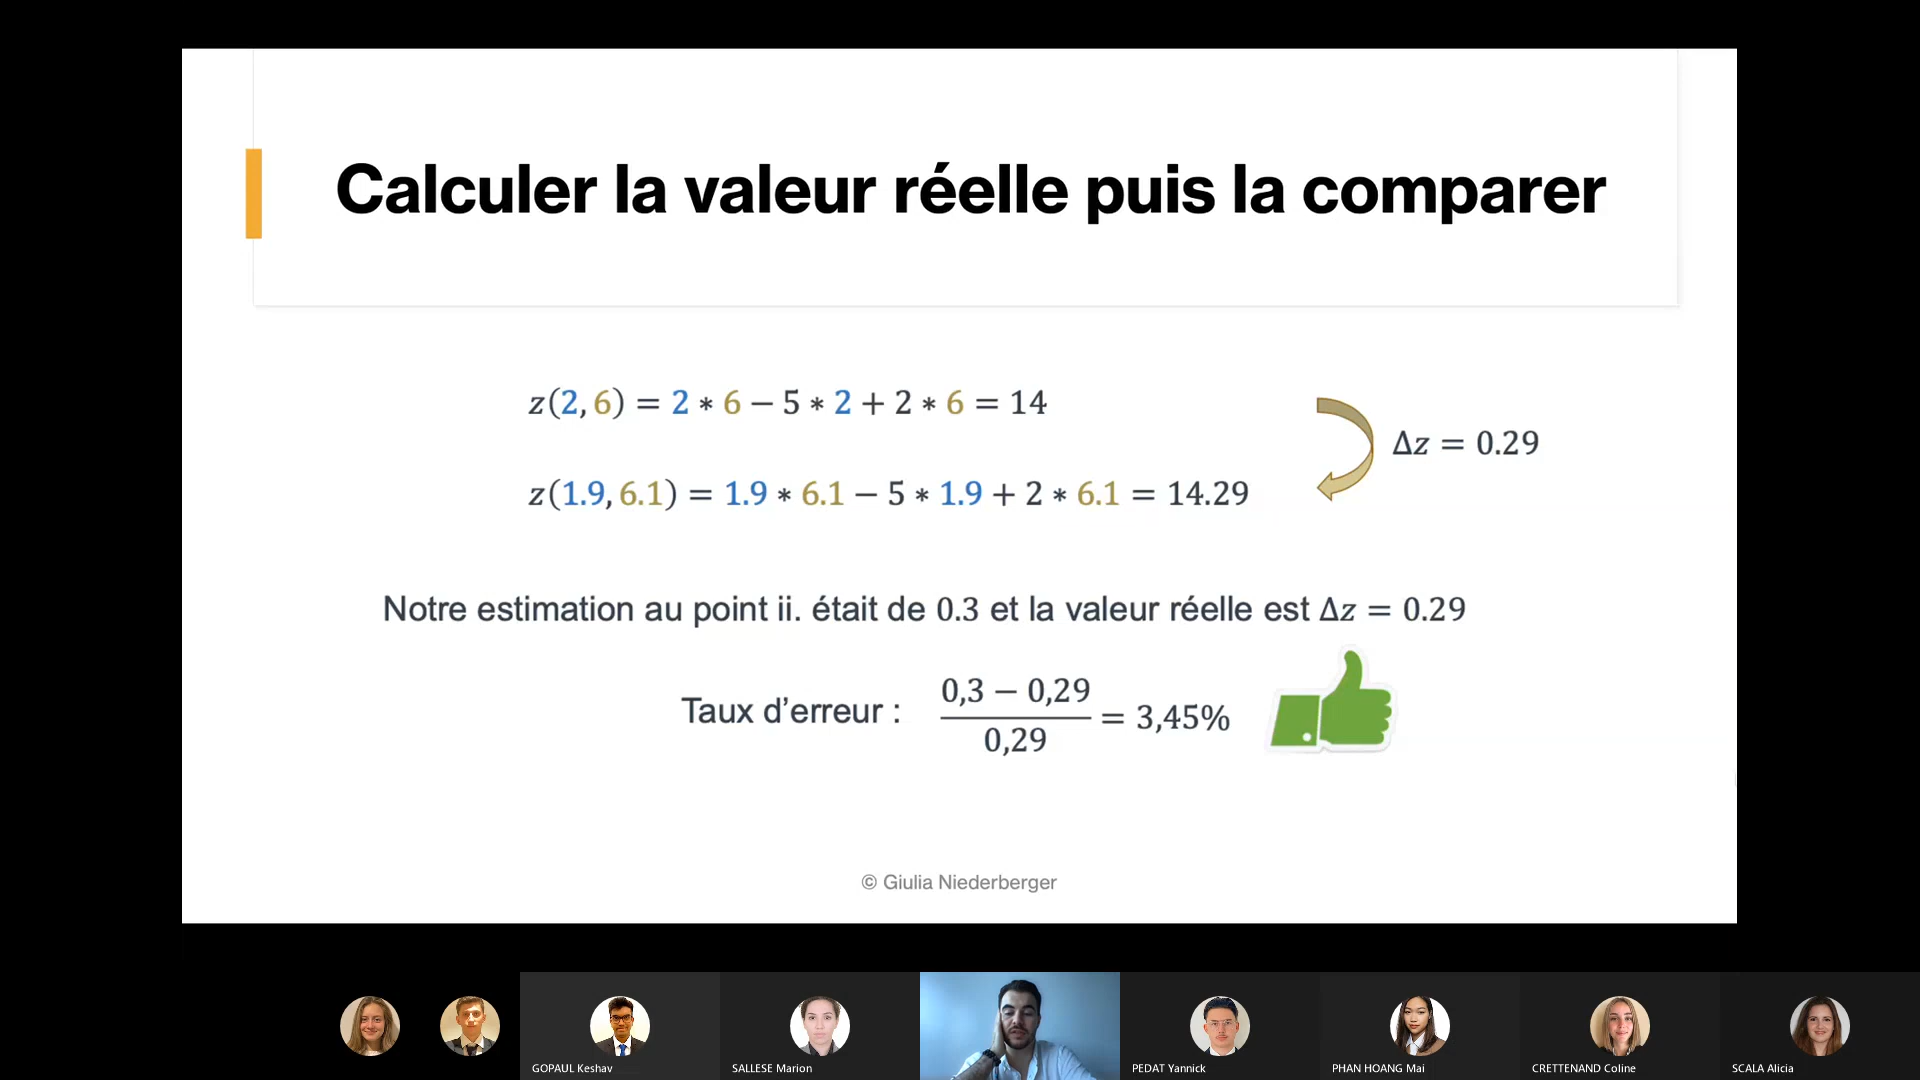 Calculer la valeur réelle puis la comparer
z(2, 6) = 2 ∗ 6 − 5 ∗ 2 + 2 ∗ 6 = 14
Δz = 0.29
z(1.9, 6.1) = 1.9 ∗ 6.1 − 5 ∗ 1.9 + 2 ∗ 6.1 = 14.29
Notre estimation au point ii. était de 0.3 et la valeur réelle est Δz = 0.29
Taux d’erreur : (0,3 − 0,29)/0,29 = 3,45%
© Giulia Niederberger
GOPAUL Keshav
SALLESE Marion
PEDAT Yannick
PHAN HOANG Mai
CRETTENAND Coline
SCALA Alicia